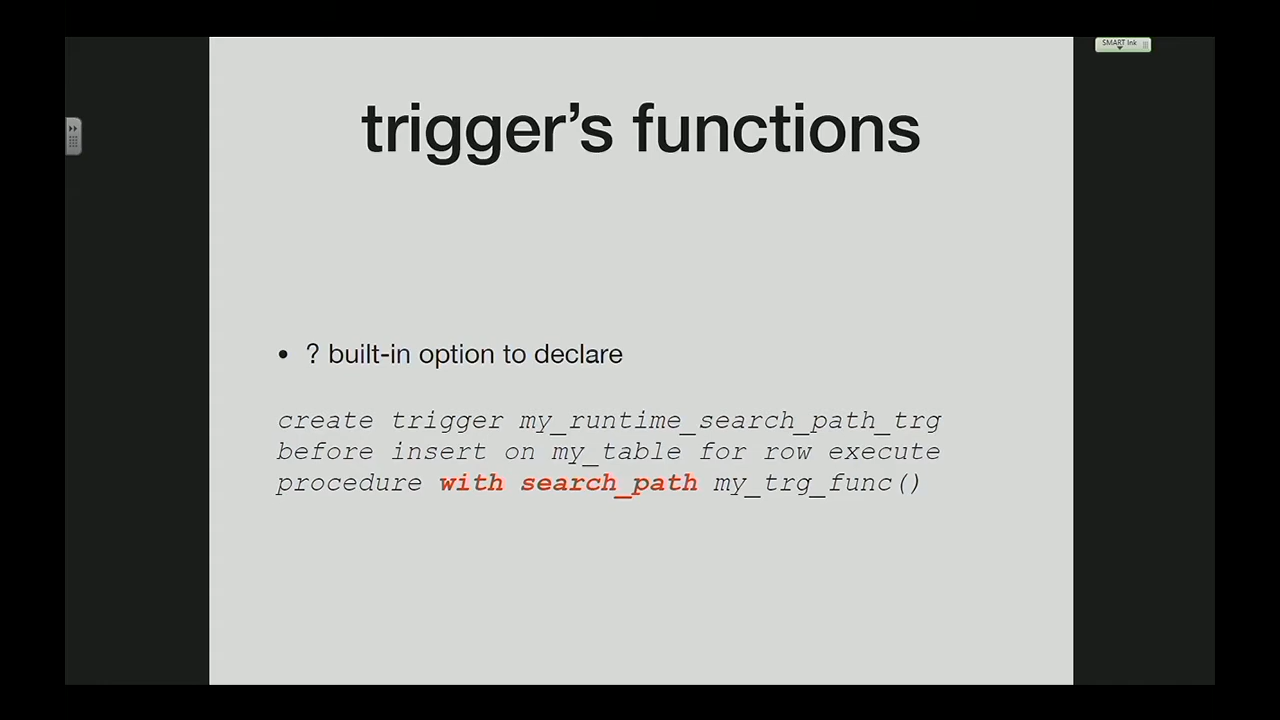 SMART Ink
trigger's functions
• ? built-in option to declare
create trigger my_runtime_search_path_trg
before insert on my_table for row execute
procedure with search_path my_trg_func()